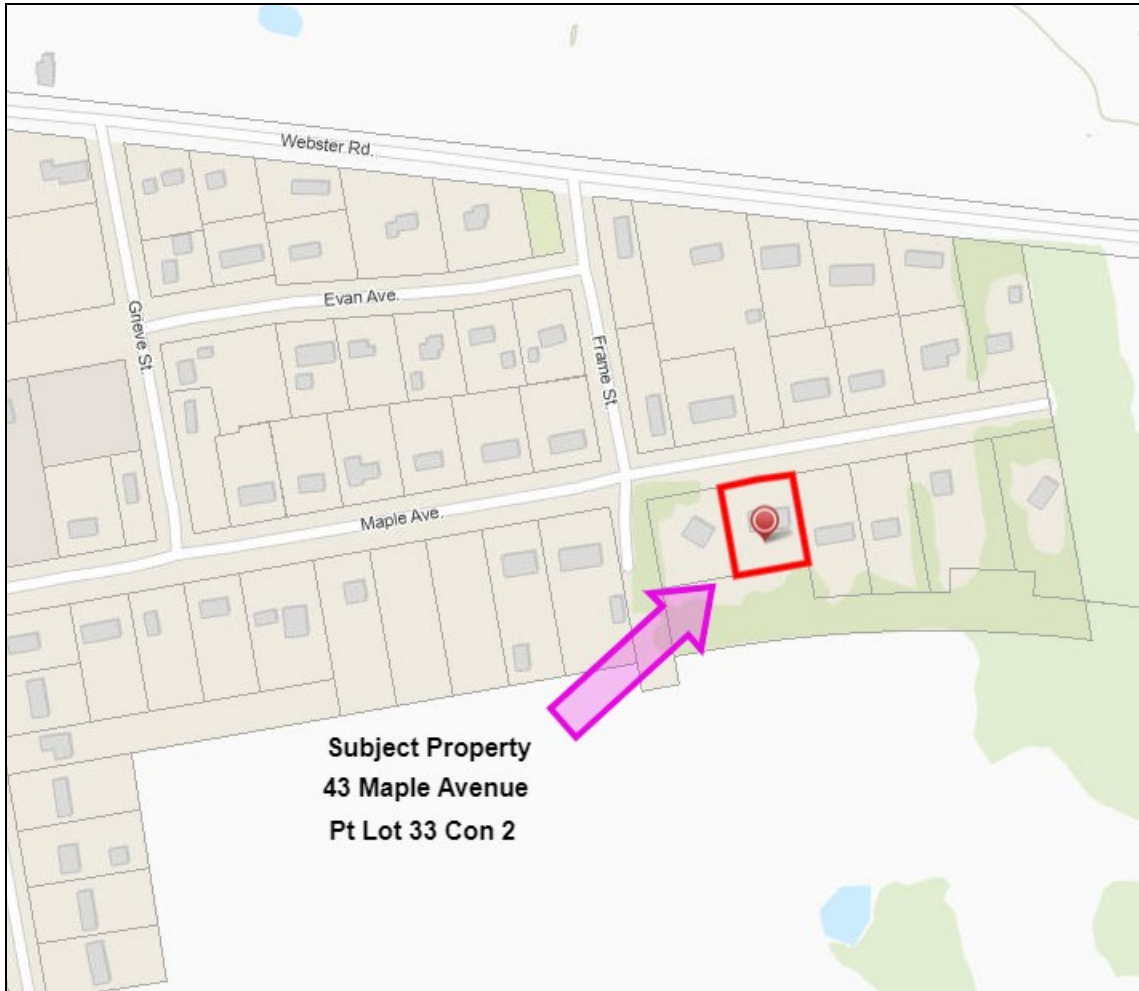 Webster Rd.
Evan Ave.
Grieve St.
Frame St.
Maple Ave.
Subject Property
43 Maple Avenue
Pt Lot 33 Con 2